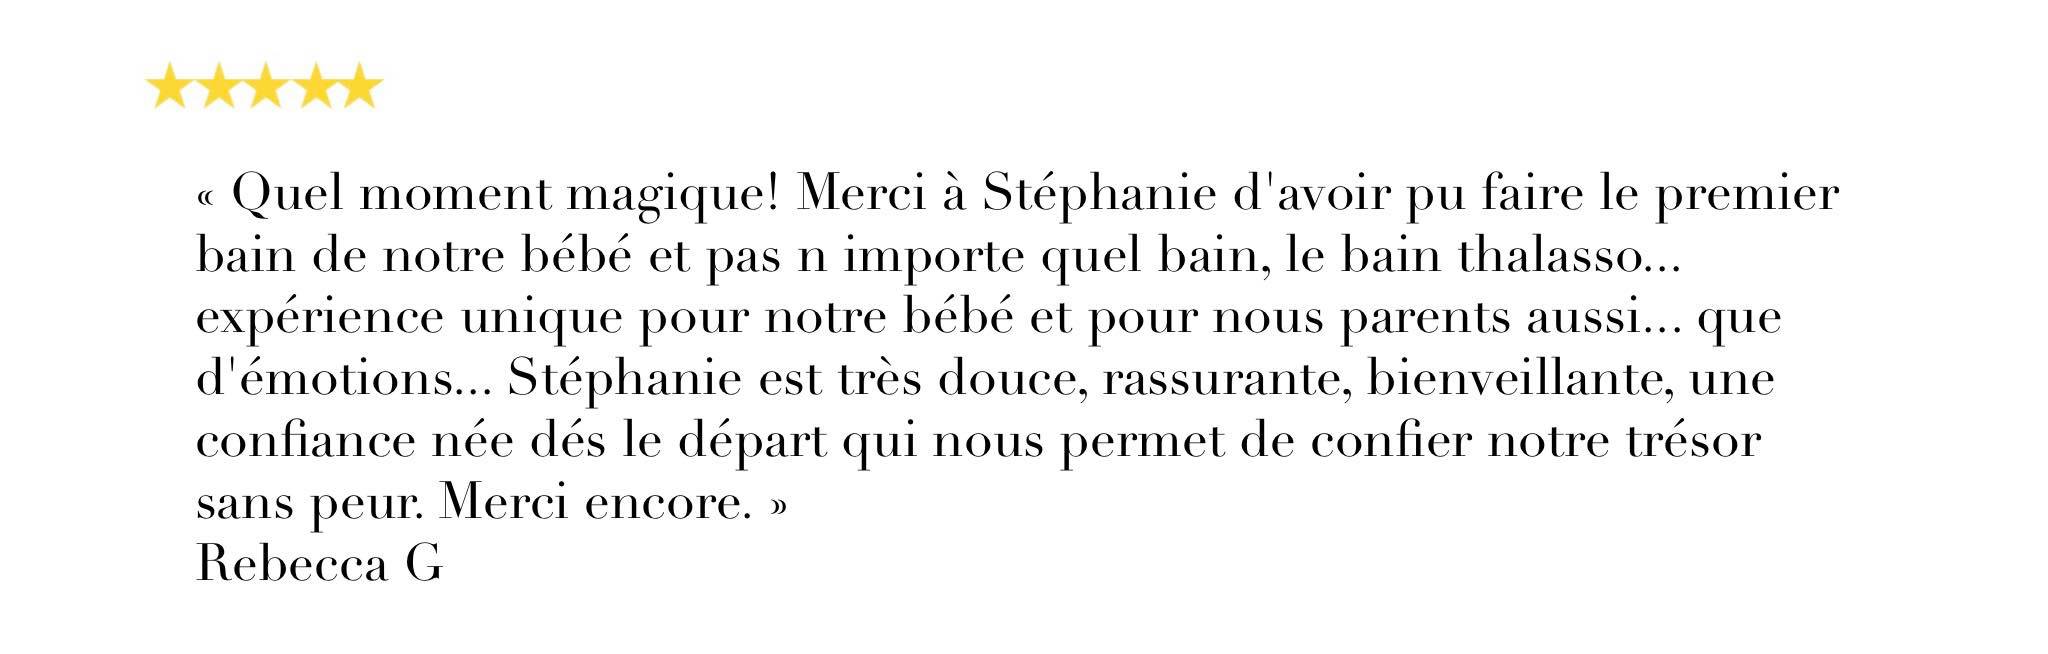 « Quel moment magique! Merci à Stéphanie d'avoir pu faire le premier
bain de notre bébé et pas n importe quel bain, le bain thalasso...
expérience unique pour notre bébé et pour nous parents aussi... que
d'émotions... Stéphanie est très douce, rassurante, bienveillante, une
confiance née dés le départ qui nous permet de confier notre trésor
sans peur. Merci encore. »
Rebecca G